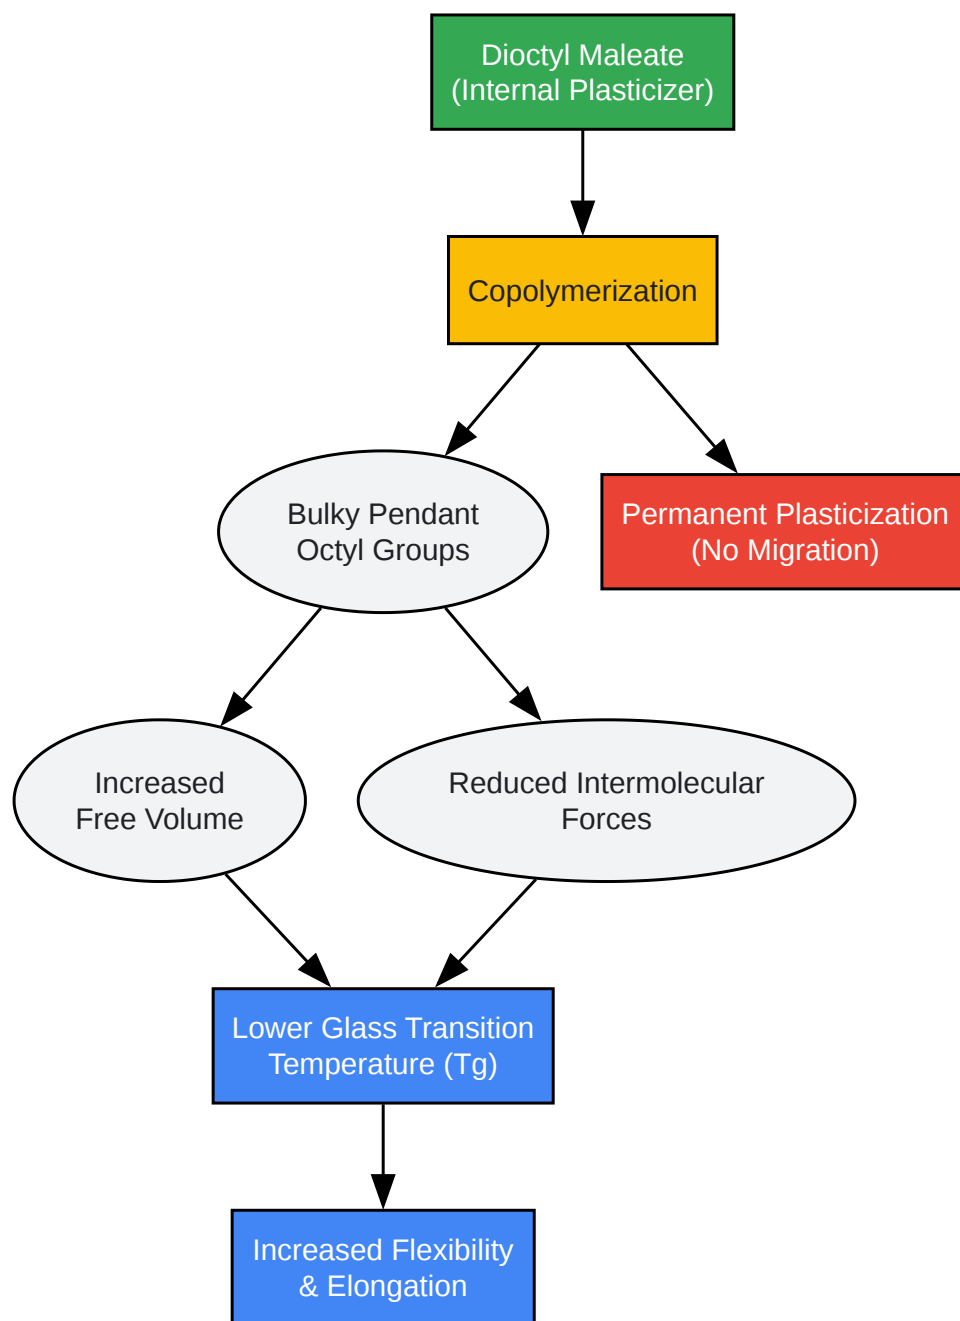 Dioctyl Maleate
(Internal Plasticizer)
Copolymerization
Bulky Pendant
Octyl Groups
Permanent Plasticization
(No Migration)
Increased
Free Volume
Reduced Intermolecular
Forces
Lower Glass Transition
Temperature (Tg)
Increased Flexibility
& Elongation